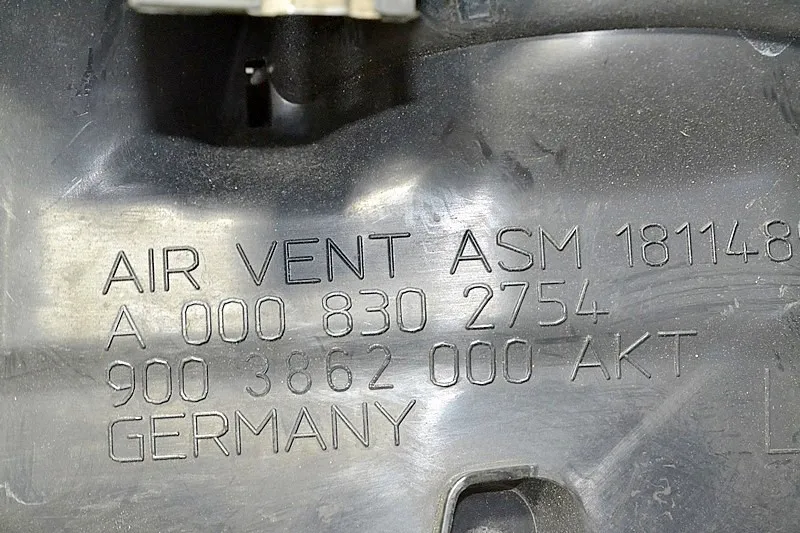 AIR VENT ASM 181148
A 000 830 2754
900 3862 000 AKT
GERMANY
L